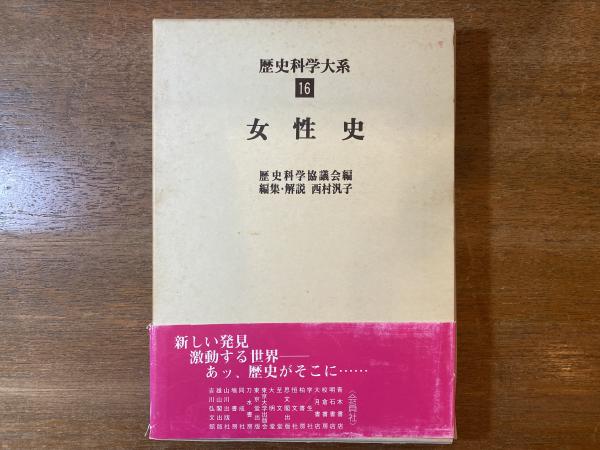 歴史科学大系
16
女性史
歴史科学協議会編
編集・解説 西村汎子
新しい発見
激動する世界――
あッ、歴史がそこに……
〈会員社〉